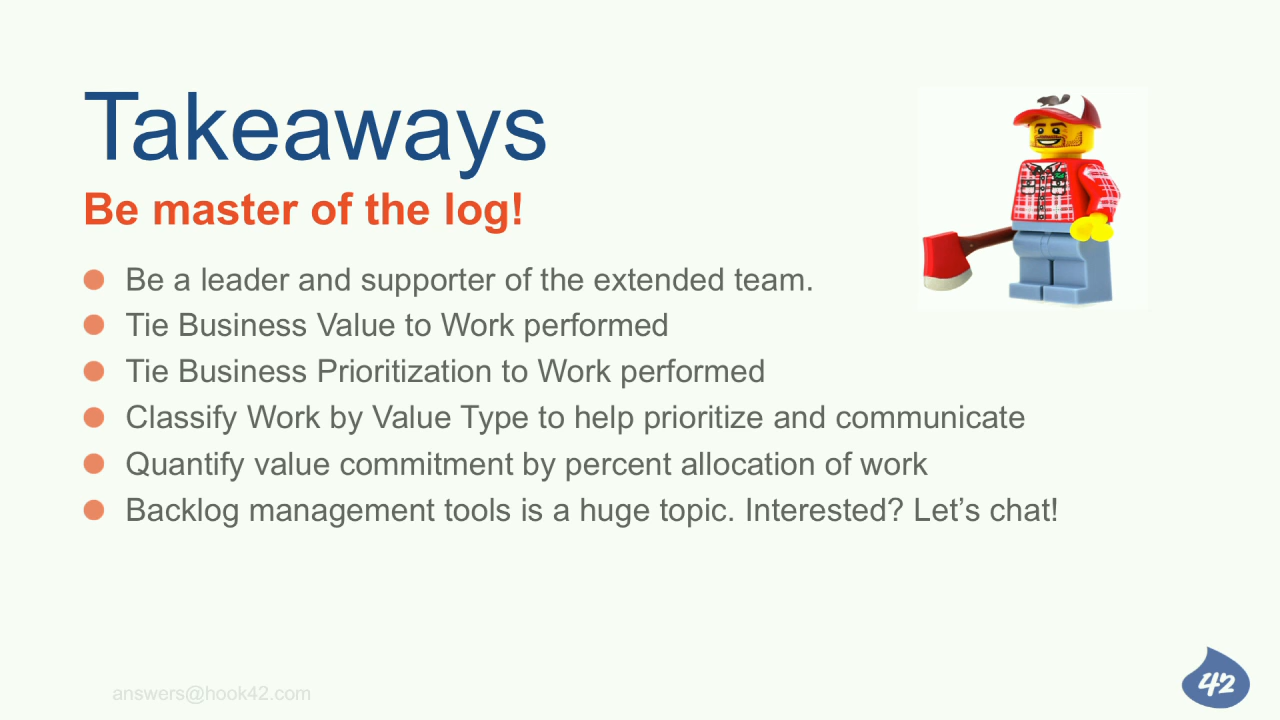 Takeaways
Be master of the log!
Be a leader and supporter of the extended team.
Tie Business Value to Work performed
Tie Business Prioritization to Work performed
Classify Work by Value Type to help prioritize and communicate
Quantify value commitment by percent allocation of work
Backlog management tools is a huge topic. Interested? Let’s chat!
answers@hook42.com
42